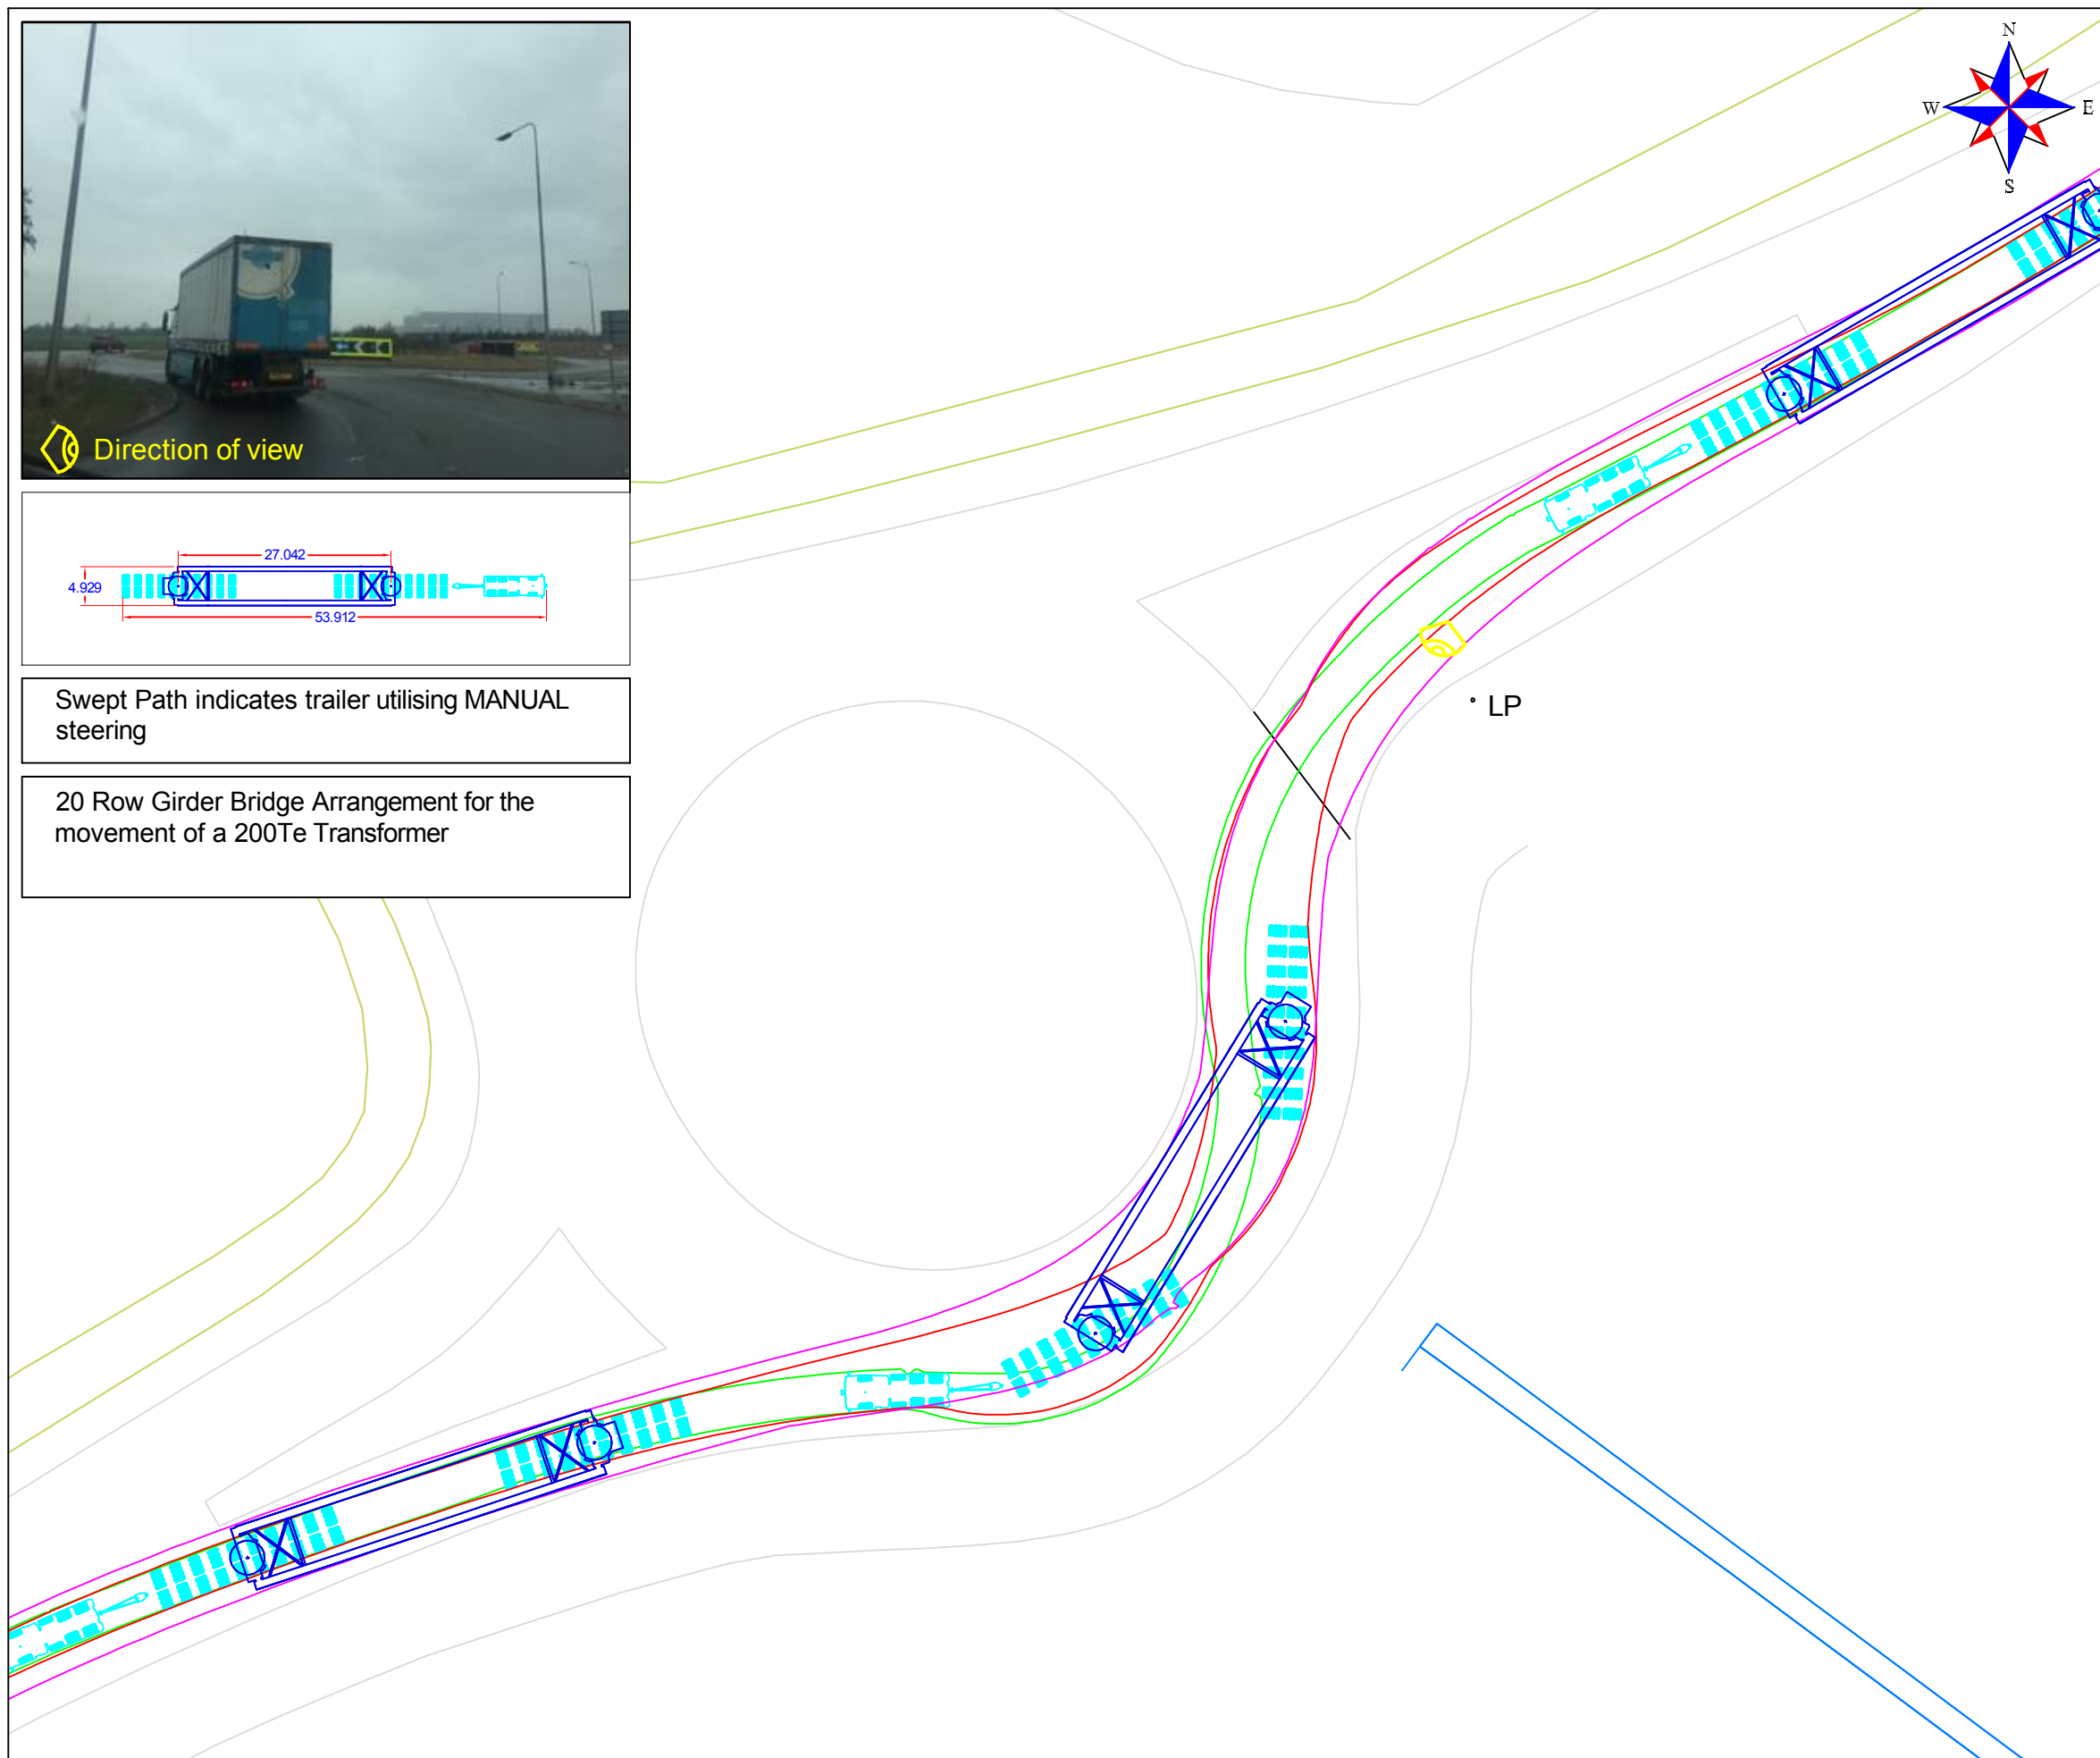 N
W E
S
Direction of view
27.042
4.929
53.912
Swept Path indicates trailer utilising MANUAL
steering
20 Row Girder Bridge Arrangement for the
movement of a 200Te Transformer
LP